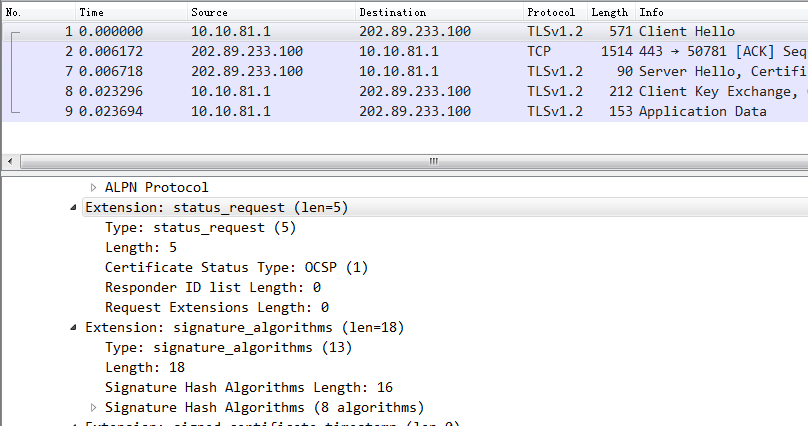 No. Time Source Destination Protocol Length Info
1 0.000000 10.10.81.1 202.89.233.100 TLSv1.2 571 Client Hello
2 0.006172 202.89.233.100 10.10.81.1 TCP 1514 443 → 50781 [ACK] Seq
7 0.006718 202.89.233.100 10.10.81.1 TLSv1.2 90 Server Hello, Certifi
8 0.023296 10.10.81.1 202.89.233.100 TLSv1.2 212 Client Key Exchange,
9 0.023694 10.10.81.1 202.89.233.100 TLSv1.2 153 Application Data
ALPN Protocol
Extension: status_request (len=5)
Type: status_request (5)
Length: 5
Certificate Status Type: OCSP (1)
Responder ID list Length: 0
Request Extensions Length: 0
Extension: signature_algorithms (len=18)
Type: signature_algorithms (13)
Length: 18
Signature Hash Algorithms Length: 16
Signature Hash Algorithms (8 algorithms)
Extension: signed_certificate_timestamp (len=0)